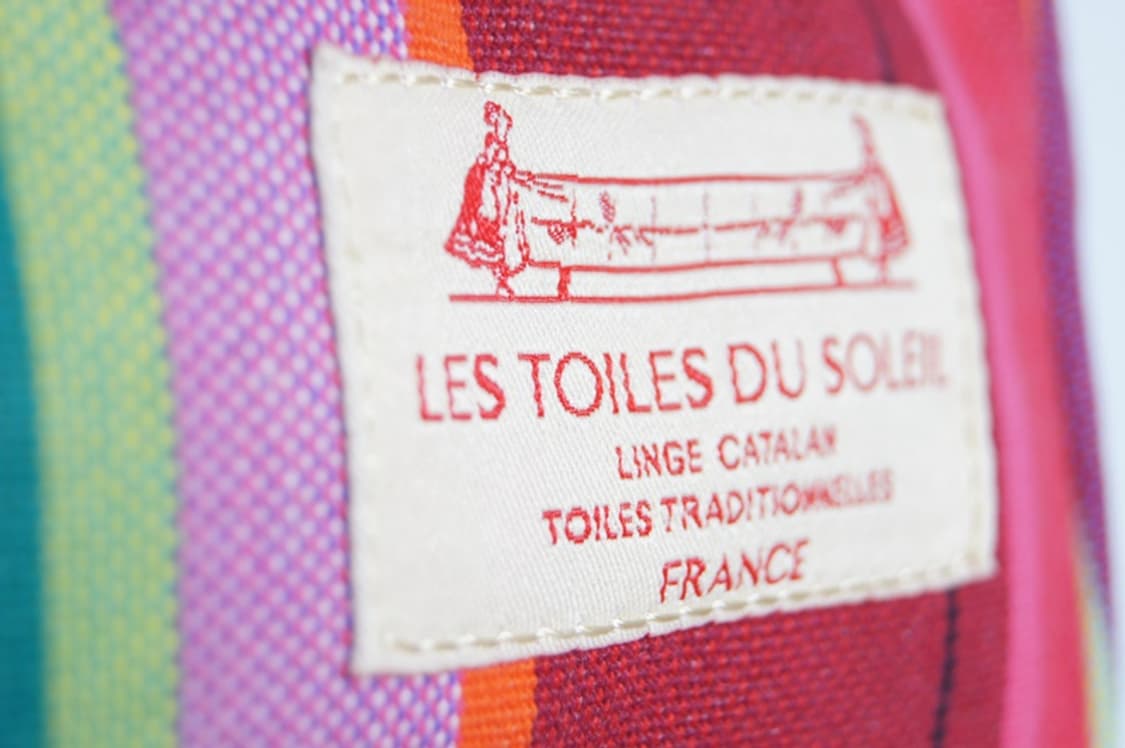 LES TOILES DU SOLEIL
LINGE CATALAN
TOILES TRADITIONNELLES
FRANCE